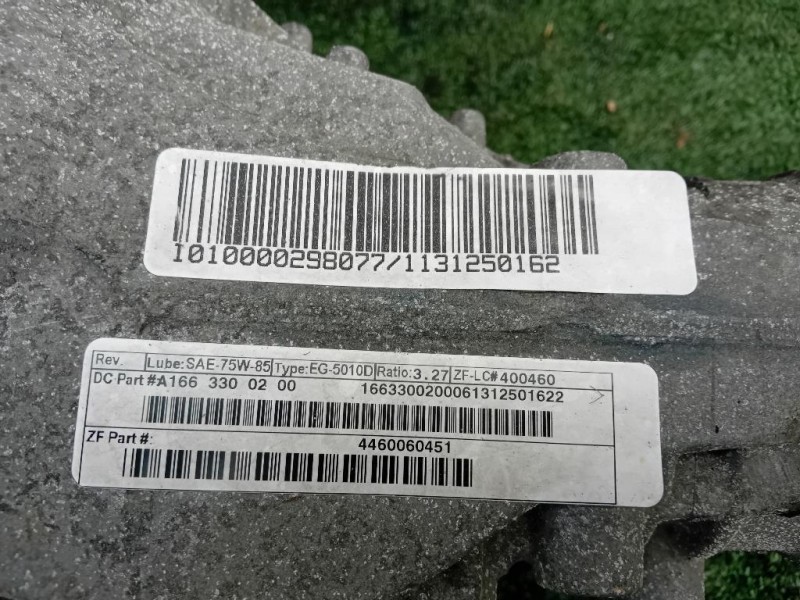 I010000298077/1131250162
Rev. Lube:SAE-75W-85 Type:EG-5010D Ratio:3.27 ZF-LC#400460
DC Part #A166 330 02 00 1663300200061312501622
ZF Part #: 4460060451